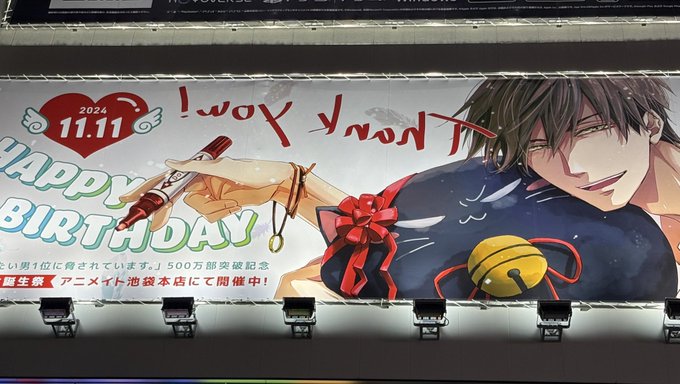 2024
11.11
Thank You!
HAPPY
BIRTHDAY
たい男1位に脅されています。」500万部突破記念
誕生祭 アニメイト池袋本店にて開催中!